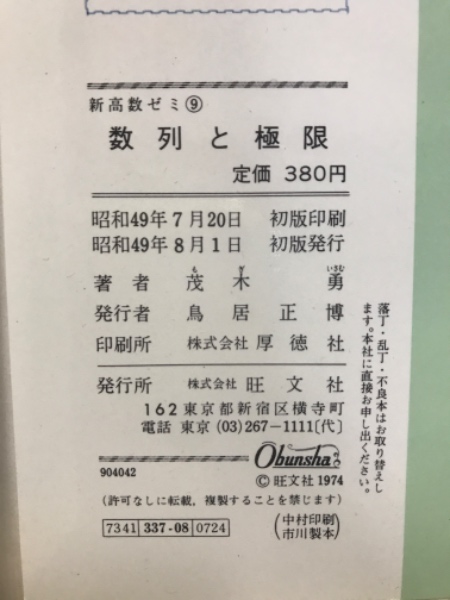 新高数ゼミ⑨
数列と極限
定価 380円
昭和49年7月20日 初版印刷
昭和49年8月1日 初版発行
著者 茂木 勇
も ぎ いさむ
発行者 鳥居正博
印刷所 株式会社 厚徳社
発行所 株式会社 旺文社
162 東京都新宿区横寺町
電話 東京 (03) 267-1111〔代〕
Obunsha
904042
© 旺文社 1974
(許可なしに転載,複製することを禁じます)
7341 337-08 0724
(中村印刷
市川製本)
落丁・乱丁・不良本はお取り替えし
ます。本社に直接お申し出ください。